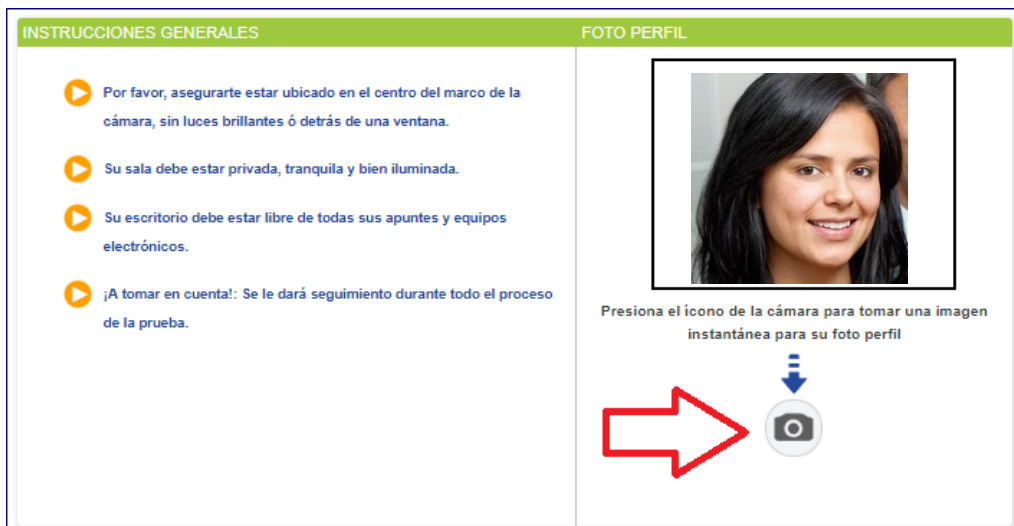 INSTRUCCIONES GENERALES
Por favor, asegurarte estar ubicado en el centro del marco de la
cámara, sin luces brillantes ó detrás de una ventana.
Su sala debe estar privada, tranquila y bien iluminada.
Su escritorio debe estar libre de todas sus apuntes y equipos
electrónicos.
¡A tomar en cuenta!: Se le dará seguimiento durante todo el proceso
de la prueba.
FOTO PERFIL
Presiona el ícono de la cámara para tomar una imagen
instantánea para su foto perfil